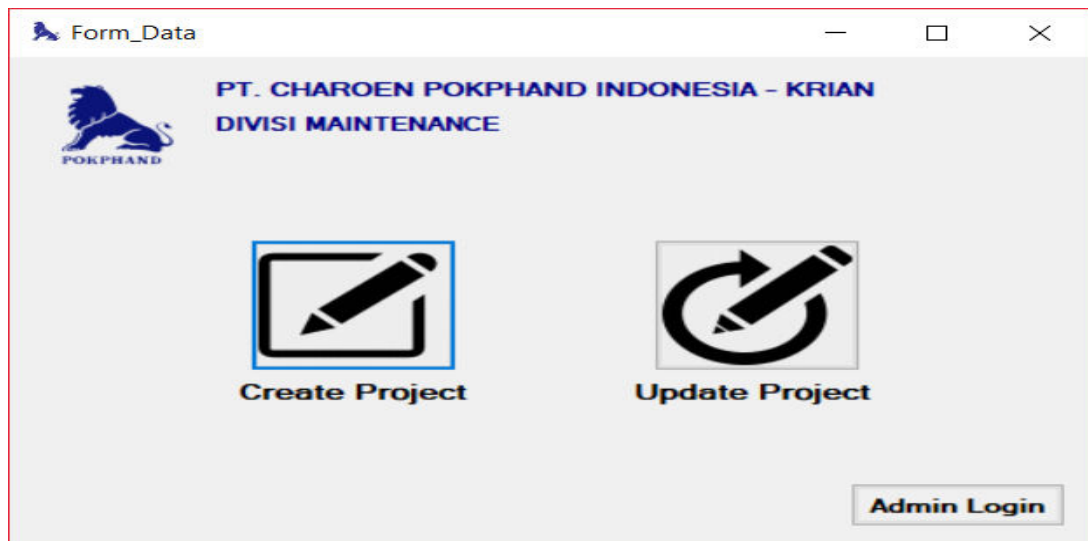 Form_Data
PT. CHAROEN POKPHAND INDONESIA - KRIAN
DIVISI MAINTENANCE
POKPHAND
Create Project
Update Project
Admin Login